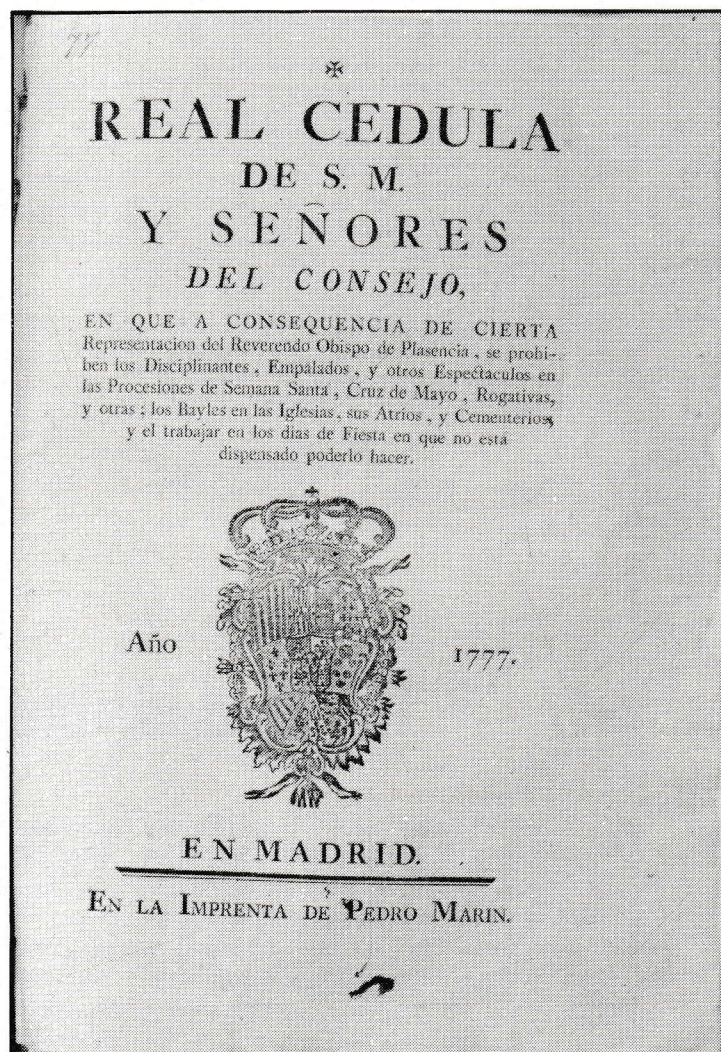 77
✠
REAL CEDULA
DE S. M.
Y SEÑORES
DEL CONSEJO,
EN QUE A CONSEQUENCIA DE CIERTA
Representacion del Reverendo Obispo de Plasencia, se prohi-
ben los Disciplinantes, Empalados, y otros Espectaculos en
las Procesiones de Semana Santa, Cruz de Mayo, Rogativas,
y otras; los Bayles en las Iglesias, sus Atrios, y Cementerios,
y el trabajar en los dias de Fiesta en que no está
dispensado poderlo hacer.
Año 1777.
EN MADRID.
EN LA IMPRENTA DE PEDRO MARIN.